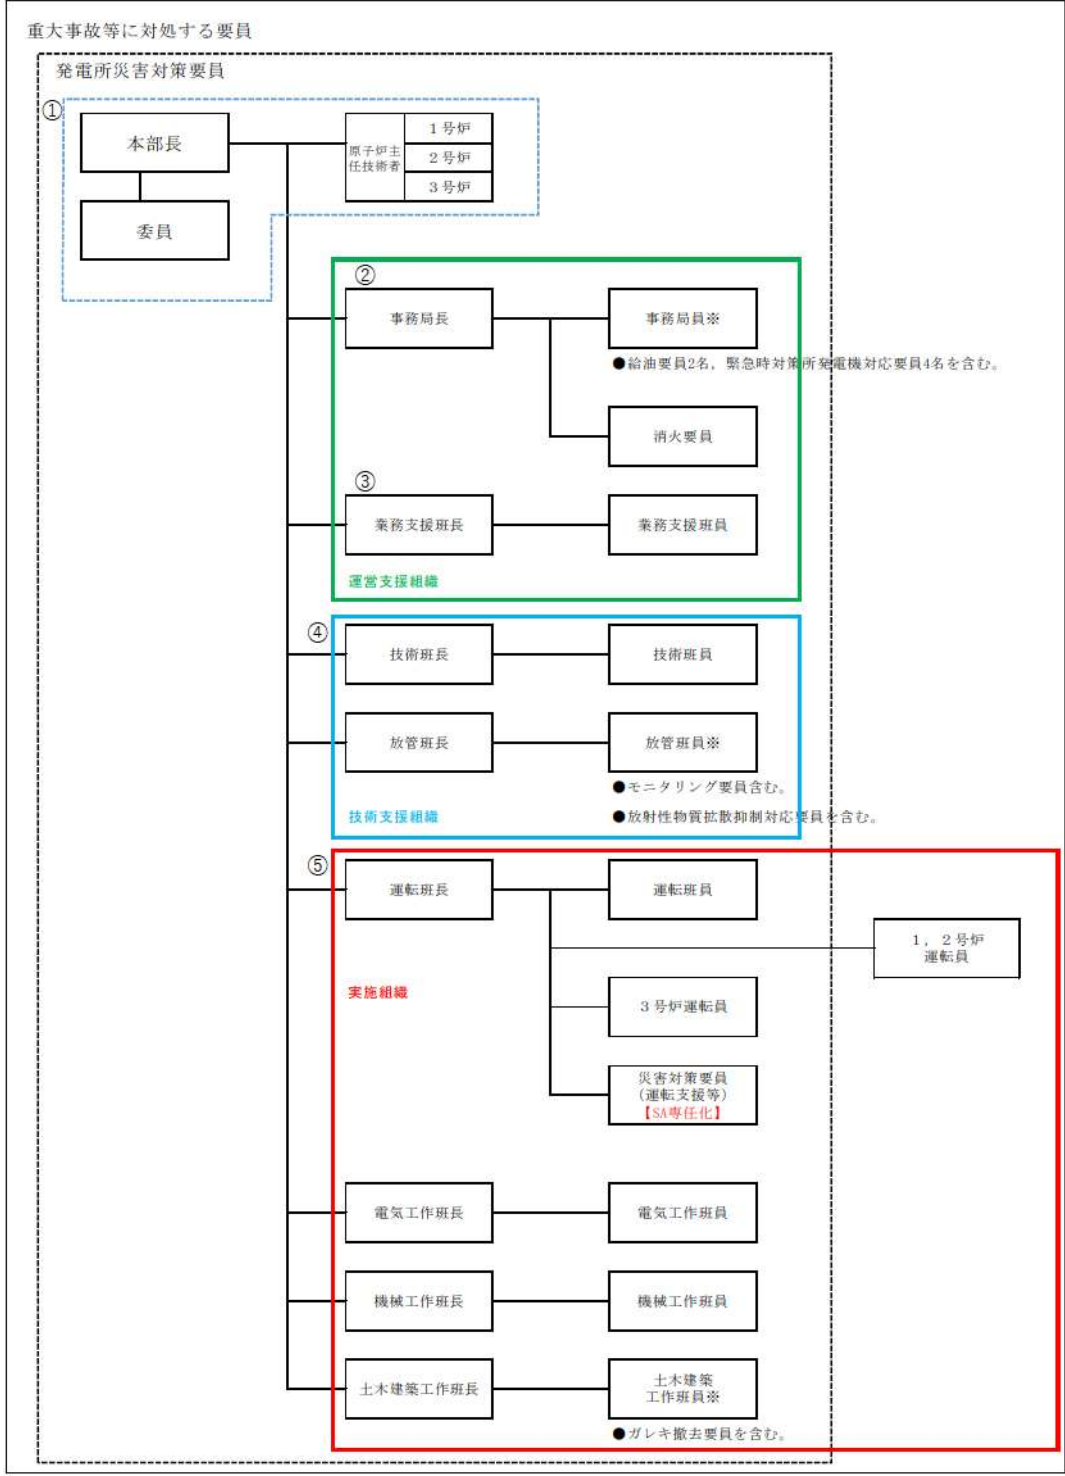 重大事故等に対処する要員
発電所災害対策要員
①
本部長
原子炉主
任技術者
1号炉
2号炉
3号炉
委員
②
事務局長
事務局員※
●給油要員2名，緊急時対策所発電機対応要員4名を含む。
消火要員
③
業務支援班長
業務支援班員
運営支援組織
④
技術班長
技術班員
放管班長
放管班員※
●モニタリング要員含む。
●放射性物質拡散抑制対応要員を含む。
技術支援組織
⑤
運転班長
運転班員
1，2号炉
運転員
実施組織
3号炉運転員
災害対策要員
（運転支援等）
【SA専任化】
電気工作班長
電気工作班員
機械工作班長
機械工作班員
土木建築工作班長
土木建築
工作班員※
●ガレキ撤去要員を含む。